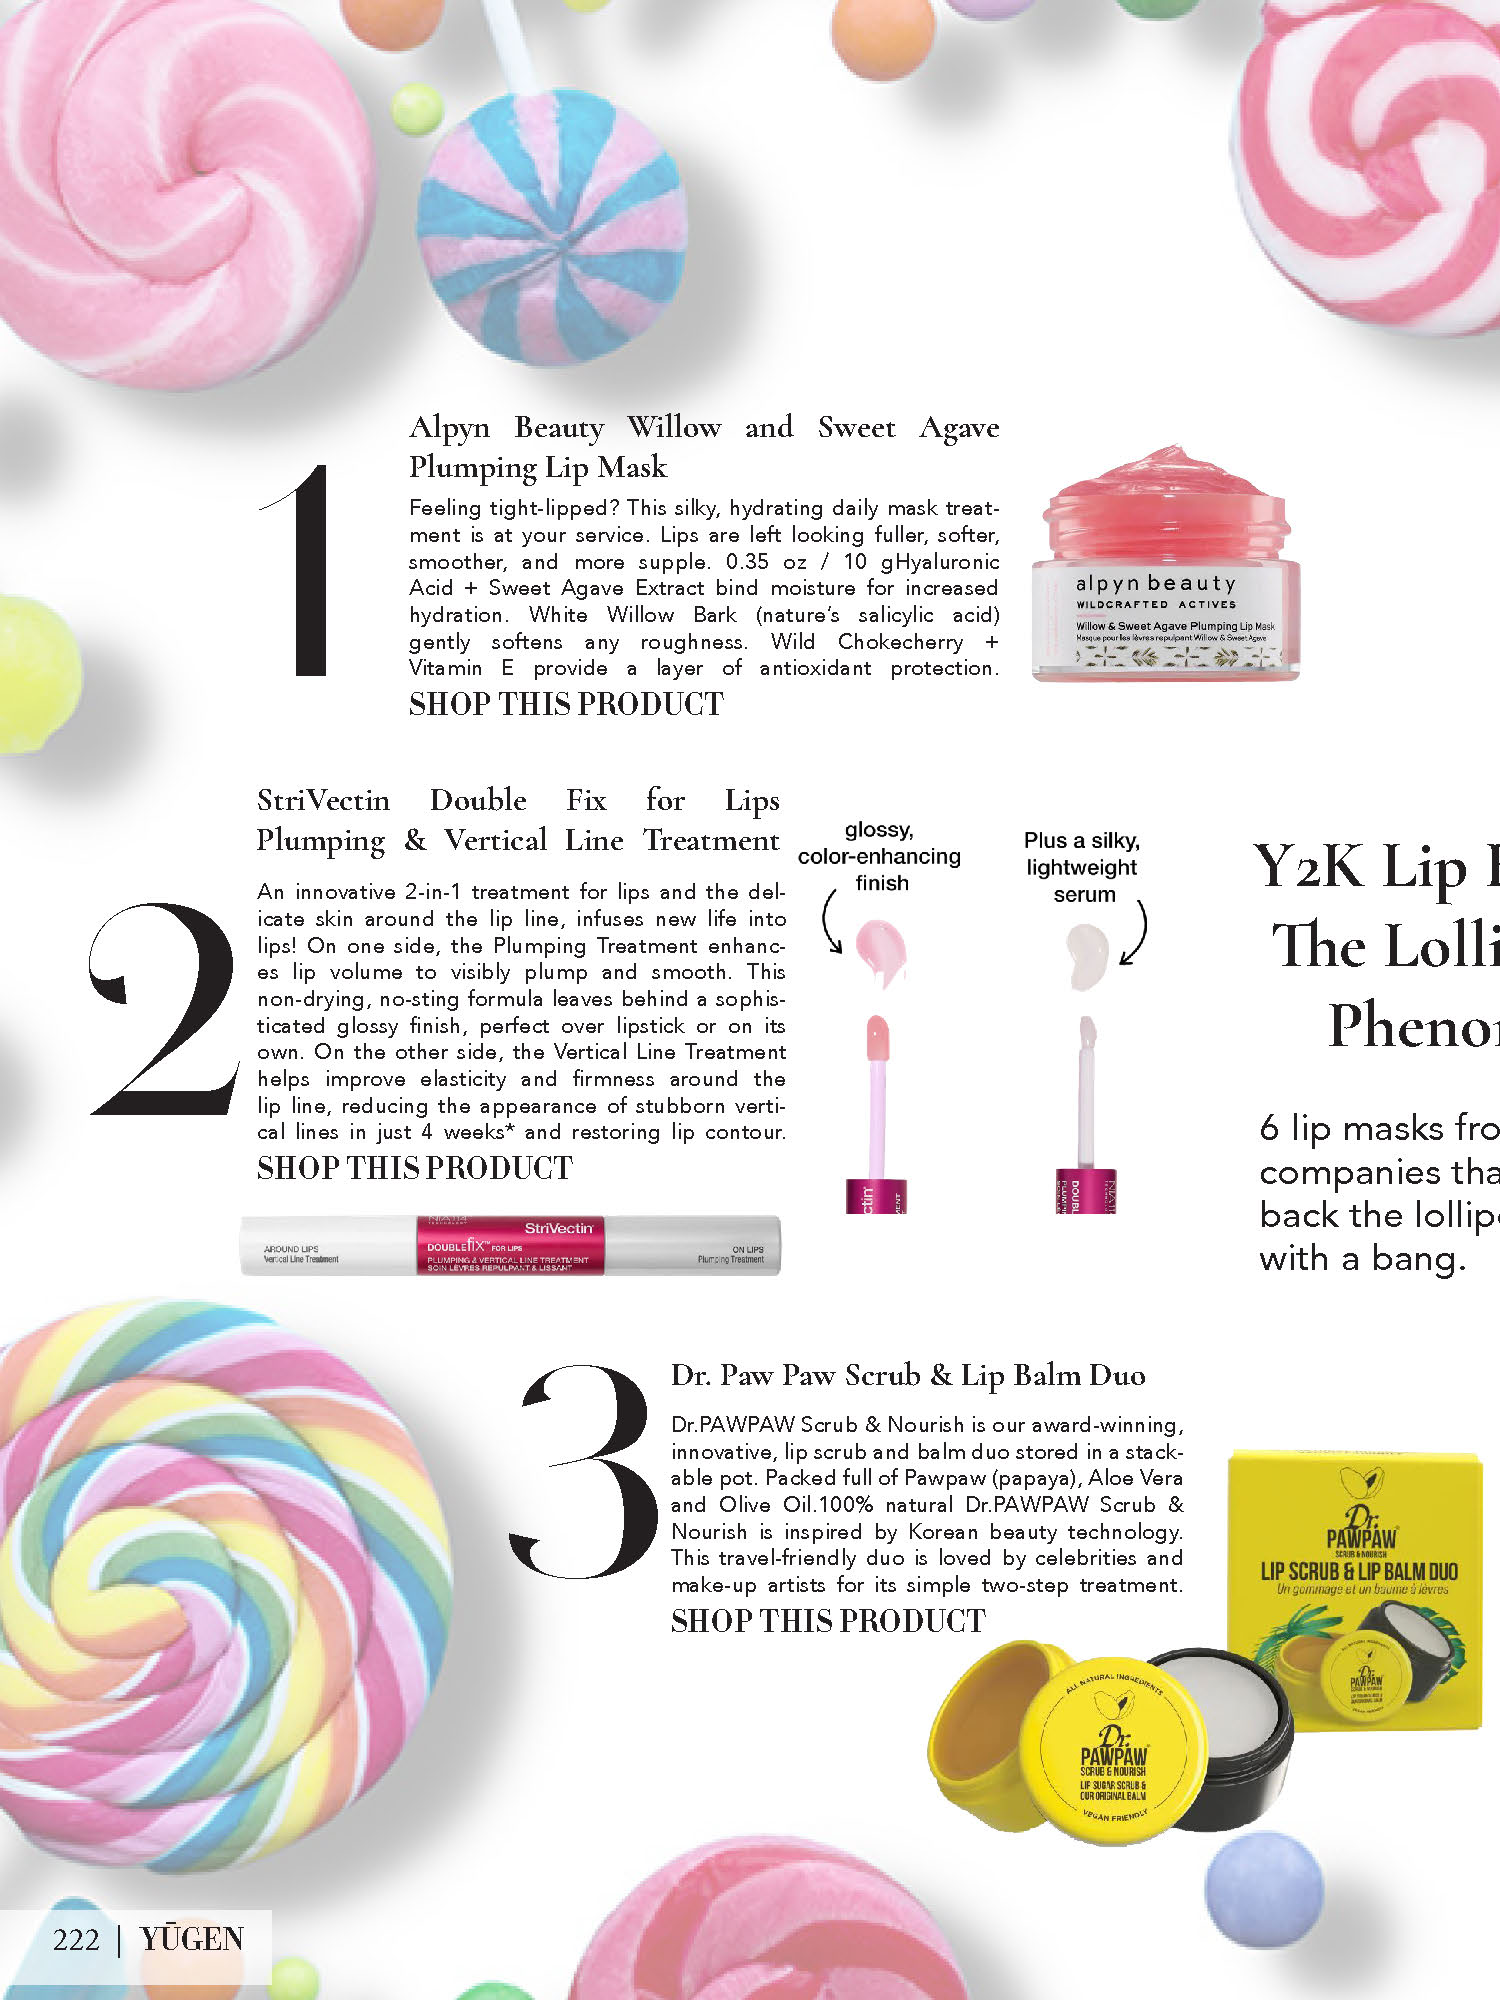 1
Alpyn Beauty Willow and Sweet Agave
Plumping Lip Mask
Feeling tight-lipped? This silky, hydrating daily mask treat-
ment is at your service. Lips are left looking fuller, softer,
smoother, and more supple. 0.35 oz / 10 gHyaluronic
Acid + Sweet Agave Extract bind moisture for increased
hydration. White Willow Bark (nature's salicylic acid)
gently softens any roughness. Wild Chokecherry +
Vitamin E provide a layer of antioxidant protection.
SHOP THIS PRODUCT
alpyn beauty
WILDCRAFTED ACTIVES
Willow & Sweet Agave Plumping Lip Mask
Masque pour les lèvres repulpant Willow & Sweet Agave
2
StriVectin Double Fix for Lips
Plumping & Vertical Line Treatment
An innovative 2-in-1 treatment for lips and the del-
icate skin around the lip line, infuses new life into
lips! On one side, the Plumping Treatment enhanc-
es lip volume to visibly plump and smooth. This
non-drying, no-sting formula leaves behind a sophis-
ticated glossy finish, perfect over lipstick or on its
own. On the other side, the Vertical Line Treatment
helps improve elasticity and firmness around the
lip line, reducing the appearance of stubborn verti-
cal lines in just 4 weeks* and restoring lip contour.
SHOP THIS PRODUCT
glossy,
color-enhancing
finish
Plus a silky,
lightweight
serum
AROUND LIPS
Vertical Line Treatment
StriVectin
DOUBLEfix™ FOR LIPS
PLUMPING & VERTICAL LINE TREATMENT
SOIN LÈVRES REPULPANT & LISSANT
ON LIPS
Plumping Treatment
Y2K Lip
The Lolli
Phenor
6 lip masks fro
companies tha
back the lollip
with a bang.
3
Dr. Paw Paw Scrub & Lip Balm Duo
Dr.PAWPAW Scrub & Nourish is our award-winning,
innovative, lip scrub and balm duo stored in a stack-
able pot. Packed full of Pawpaw (papaya), Aloe Vera
and Olive Oil.100% natural Dr.PAWPAW Scrub &
Nourish is inspired by Korean beauty technology.
This travel-friendly duo is loved by celebrities and
make-up artists for its simple two-step treatment.
SHOP THIS PRODUCT
Dr.
PAWPAW
SCRUB & NOURISH
LIP SCRUB & LIP BALM DUO
Un gommage et un baume à lèvres
ALL NATURAL INGREDIENTS
Dr.
PAWPAW
SCRUB & NOURISH
LIP SUGAR SCRUB &
OUR ORIGINAL BALM
VEGAN FRIENDLY
222 | YŪGEN